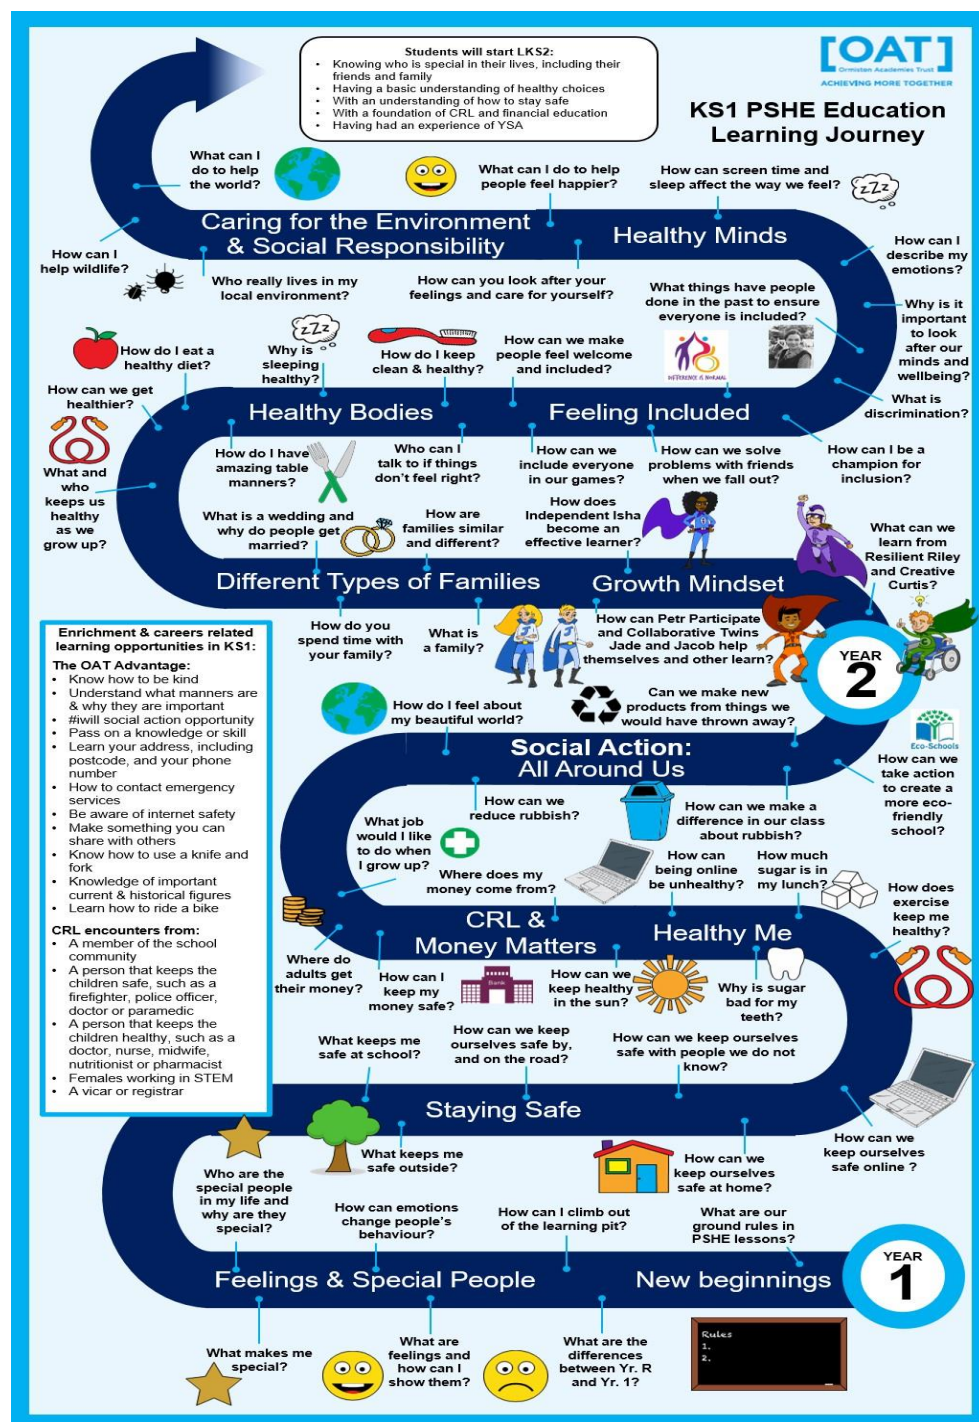 [OAT]
Ormiston Academies Trust
ACHIEVING MORE TOGETHER
KS1 PSHE Education
Learning Journey
Students will start LKS2:
• Knowing who is special in their lives, including their
friends and family
• Having a basic understanding of healthy choices
• With an understanding of how to stay safe
• With a foundation of CRL and financial education
• Having had an experience of YSA
What can I
do to help
the world?
What can I do to help
people feel happier?
How can screen time and
sleep affect the way we feel?
zZz
Caring for the Environment
& Social Responsibility
Healthy Minds
How can I
help wildlife?
Who really lives in my
local environment?
How can you look after your
feelings and care for yourself?
What things have people
done in the past to ensure
everyone is included?
How can I
describe my
emotions?
Why is it
important
to look
after our
minds and
wellbeing?
How do I eat a
healthy diet?
zZz
Why is
sleeping
healthy?
How do I keep
clean & healthy?
How can we make
people feel welcome
and included?
DIFFERENCE IS NORMAL
What is
discrimination?
How can we get
healthier?
Healthy Bodies
Feeling Included
What and
who
keeps us
healthy
as we
grow up?
How do I have
amazing table
manners?
Who can I
talk to if things
don't feel right?
How can we
include everyone
in our games?
How can we solve
problems with friends
when we fall out?
How can I be a
champion for
inclusion?
What is a wedding and
why do people get
married?
How are
families similar
and different?
How does
Independent Isha
become an
effective learner?
What can we
learn from
Resilient Riley
and Creative
Curtis?
Different Types of Families
Growth Mindset
How do you
spend time with
your family?
What is
a family?
How can Petr Participate
and Collaborative Twins
Jade and Jacob help
themselves and other learn?
YEAR
2
Enrichment & careers related
learning opportunities in KS1:
The OAT Advantage:
• Know how to be kind
• Understand what manners are
& why they are important
• #iwill social action opportunity
• Pass on a knowledge or skill
• Learn your address, including
postcode, and your phone
number
• How to contact emergency
services
• Be aware of internet safety
• Make something you can
share with others
• Know how to use a knife and
fork
• Knowledge of important
current & historical figures
• Learn how to ride a bike
CRL encounters from:
• A member of the school
community
• A person that keeps the
children safe, such as a
firefighter, police officer,
doctor or paramedic
• A person that keeps the
children healthy, such as a
doctor, nurse, midwife,
nutritionist or pharmacist
• Females working in STEM
• A vicar or registrar
How do I feel about
my beautiful world?
Can we make new
products from things we
would have thrown away?
Social Action:
All Around Us
Eco-Schools
How can we
take action
to create a
more eco-
friendly
school?
How can we
reduce rubbish?
How can we make a
difference in our class
about rubbish?
What job
would I like
to do when
I grow up?
Where does my
money come from?
How can
being online
be unhealthy?
How much
sugar is in
my lunch?
How does
exercise
keep me
healthy?
CRL &
Money Matters
Healthy Me
Where do
adults get
their money?
How can I
keep my
money safe?
Bank
How can we
keep healthy
in the sun?
Why is sugar
bad for my
teeth?
What keeps me
safe at school?
How can we keep
ourselves safe by,
and on the road?
How can we keep ourselves
safe with people we do not
know?
Staying Safe
What keeps me
safe outside?
How can we
keep ourselves
safe at home?
How can we
keep ourselves
safe online ?
Who are the
special people
in my life and
why are they
special?
How can emotions
change people's
behaviour?
How can I climb out
of the learning pit?
What are our
ground rules in
PSHE lessons?
Feelings & Special People
New beginnings
YEAR
1
What makes me
special?
What are
feelings and
how can I
show them?
What are the
differences
between Yr. R
and Yr. 1?
Rules
1.
2.